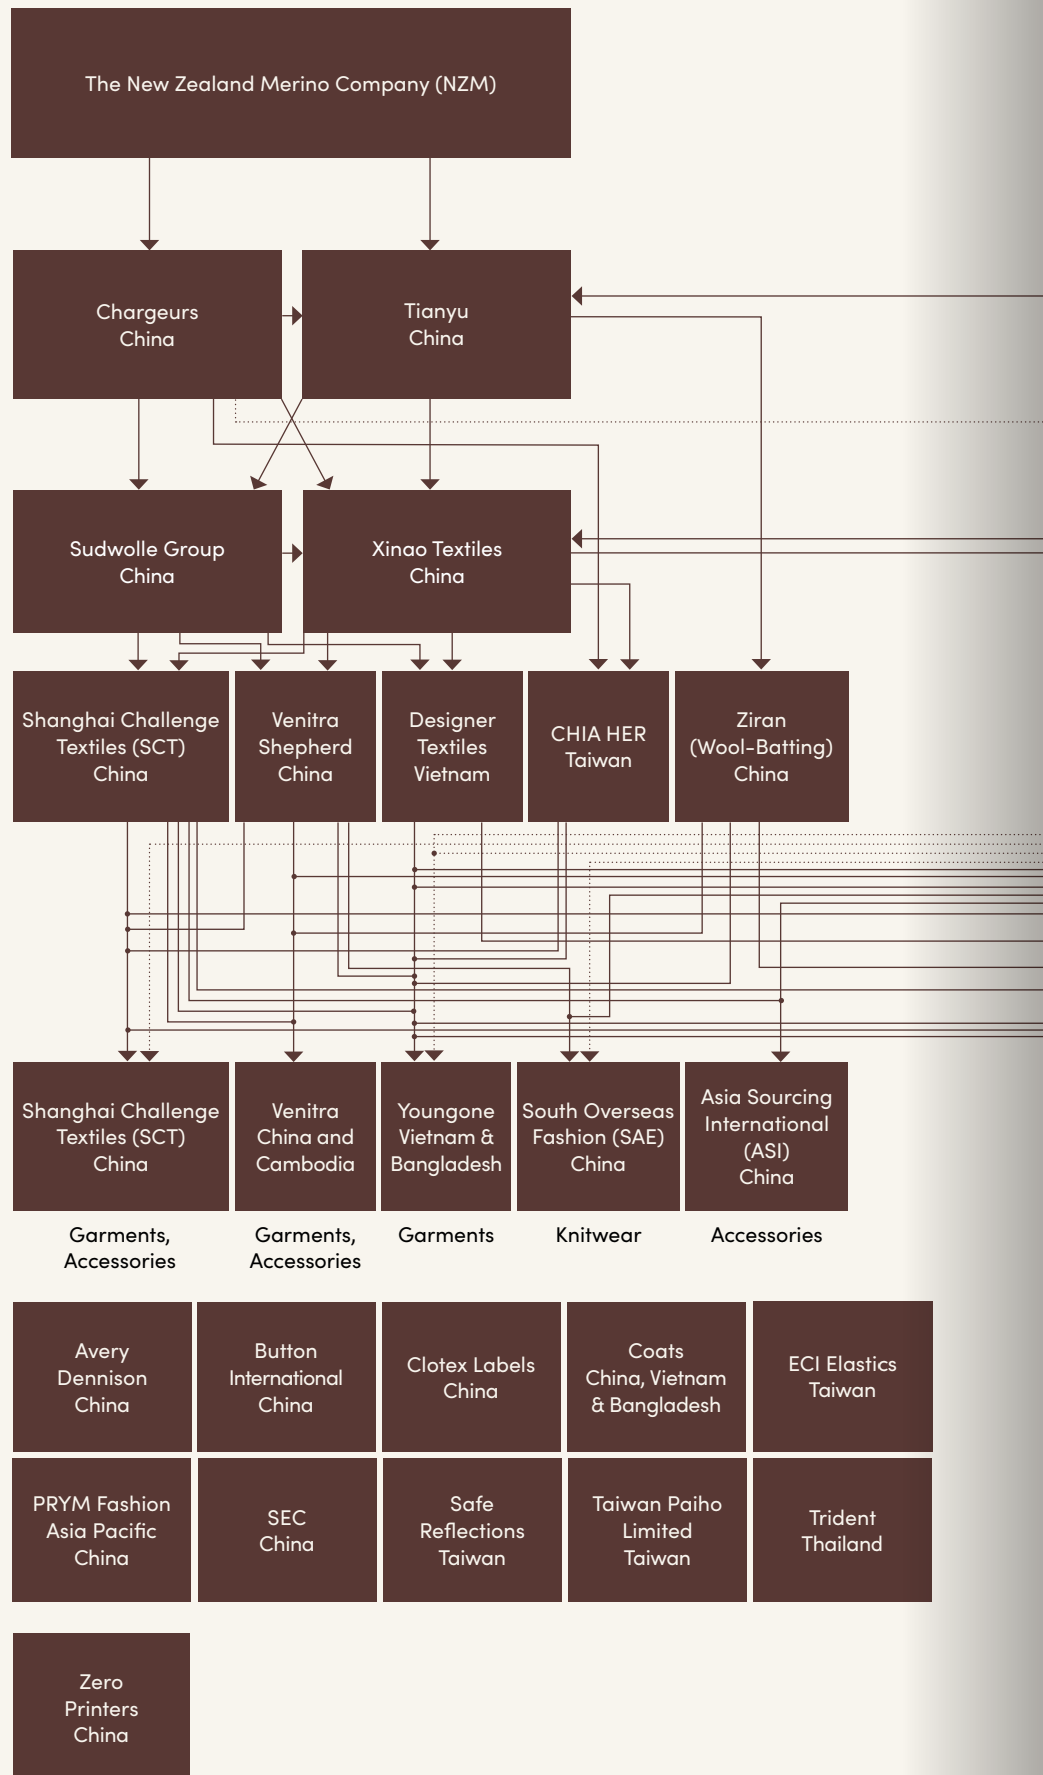 The New Zealand Merino Company (NZM)
Chargeurs
China
Tianyu
China
Sudwolle Group
China
Xinao Textiles
China
Shanghai Challenge
Textiles (SCT)
China
Venitra
Shepherd
China
Designer
Textiles
Vietnam
CHIA HER
Taiwan
Ziran
(Wool-Batting)
China
Shanghai Challenge
Textiles (SCT)
China
Venitra
China and
Cambodia
Youngone
Vietnam &
Bangladesh
South Overseas
Fashion (SAE)
China
Asia Sourcing
International
(ASI)
China
Garments,
Accessories
Garments,
Accessories
Garments
Knitwear
Accessories
Avery
Dennison
China
Button
International
China
Clotex Labels
China
Coats
China, Vietnam
& Bangladesh
ECI Elastics
Taiwan
PRYM Fashion
Asia Pacific
China
SEC
China
Safe
Reflections
Taiwan
Taiwan Paiho
Limited
Taiwan
Trident
Thailand
Zero
Printers
China